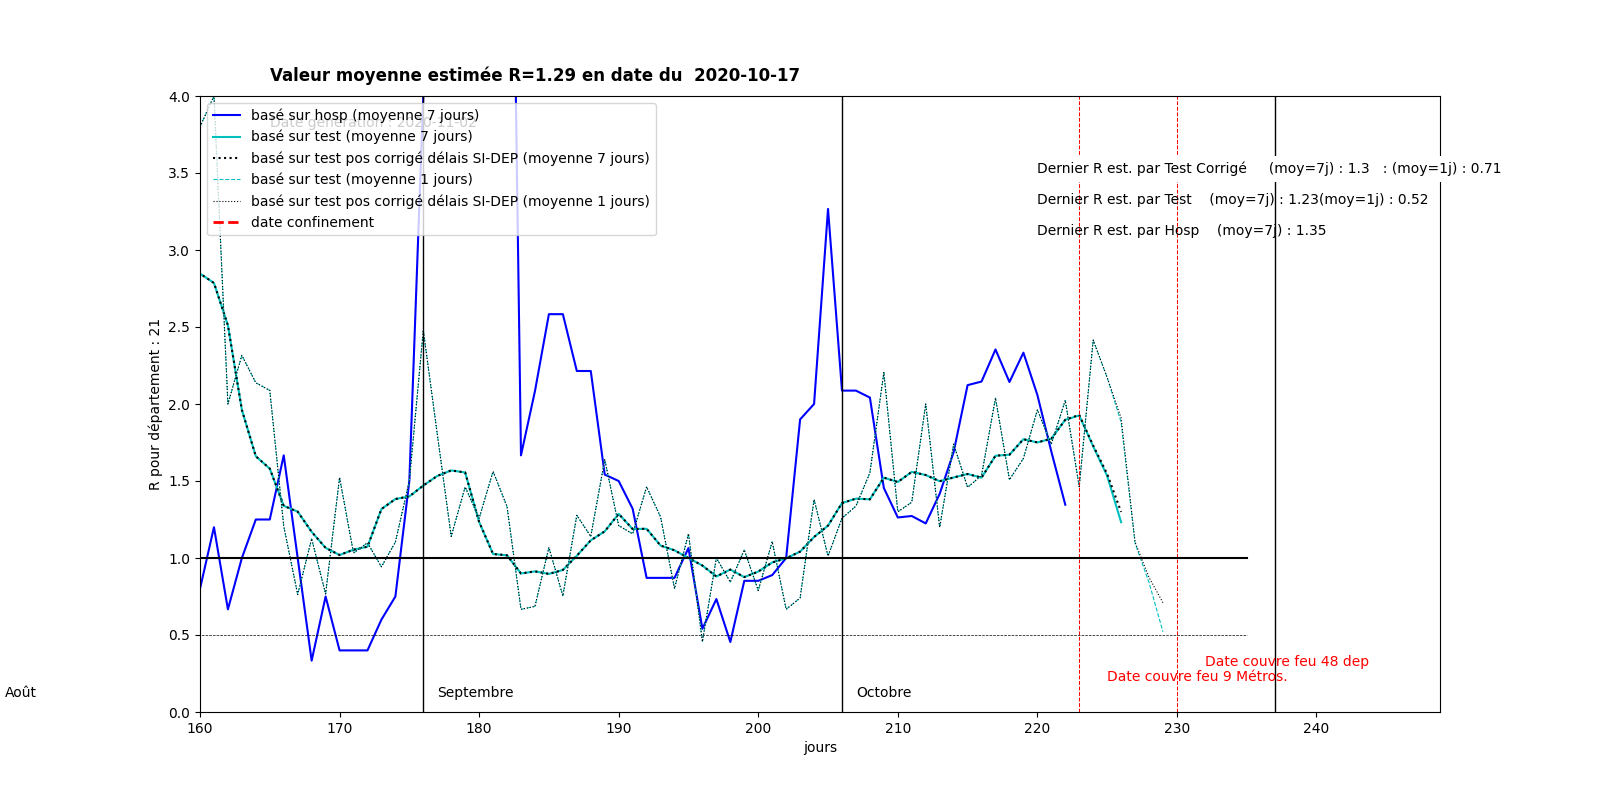 Valeur moyenne estimée R=1.29 en date du  2020-10-17
Date génération : 2020-11-02
basé sur hosp (moyenne 7 jours)
basé sur test (moyenne 7 jours)
basé sur test pos corrigé délais SI-DEP (moyenne 7 jours)
basé sur test (moyenne 1 jours)
basé sur test pos corrigé délais SI-DEP (moyenne 1 jours)
date confinement
Dernier R est. par Test Corrigé     (moy=7j) : 1.3   : (moy=1j) : 0.71
Dernier R est. par Test    (moy=7j) : 1.23(moy=1j) : 0.52
Dernier R est. par Hosp    (moy=7j) : 1.35
R pour département : 21
4.0
3.5
3.0
2.5
2.0
1.5
1.0
0.5
0.0
Date couvre feu 48 dep
Date couvre feu 9 Métros.
Août
Septembre
Octobre
160 170 180 190 200 210 220 230 240
jours